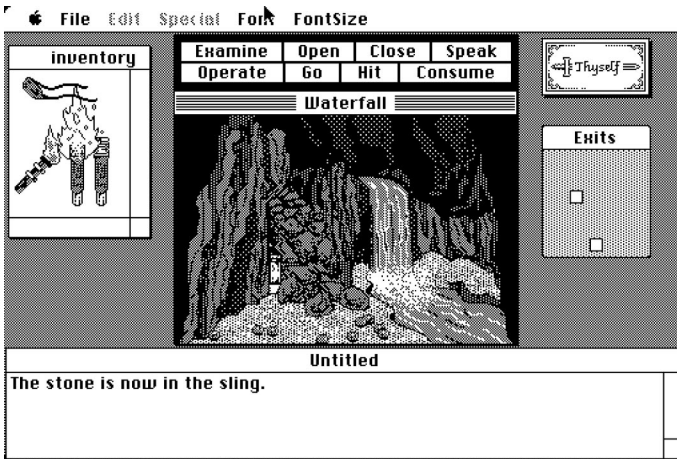 File Edit Special Font FontSize
inventory
Examine Open Close Speak
Operate Go Hit Consume
Waterfall
Thyself
Exits
Untitled
The stone is now in the sling.